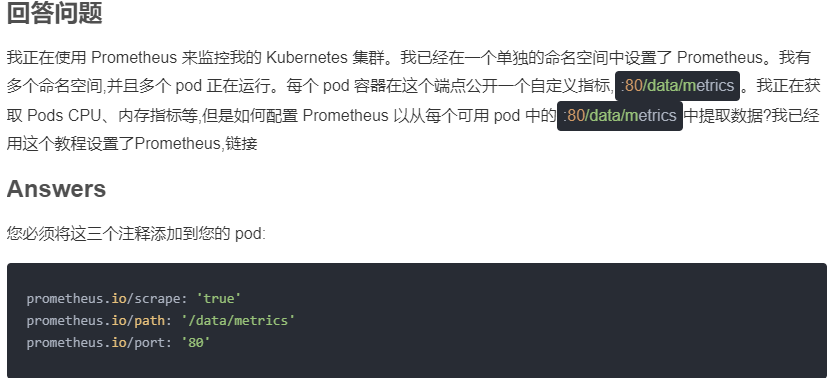 回答问题
我正在使用 Prometheus 来监控我的 Kubernetes 集群。我已经在一个单独的命名空间中设置了 Prometheus。我有
多个命名空间,并且多个 pod 正在运行。每个 pod 容器在这个端点公开一个自定义指标, :80/data/metrics 。我正在获
取 Pods CPU、内存指标等,但是如何配置 Prometheus 以从每个可用 pod 中的 :80/data/metrics 中提取数据?我已经
用这个教程设置了Prometheus,链接
Answers
您必须将这三个注释添加到您的 pod:
prometheus.io/scrape: 'true'
prometheus.io/path: '/data/metrics'
prometheus.io/port: '80'